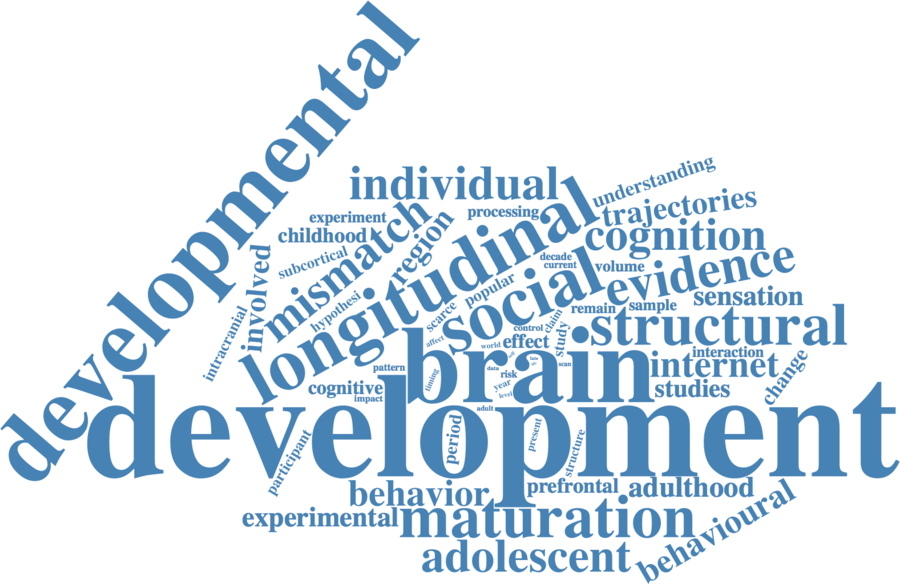 developmental
individual
understanding
trajectories
experiment
processing
mismatch
childhood
region
longitudinal
cognition
subcortical
involved
decade
current
volume
evidence
social
popular
hypothesi
sensation
scarce
remain
sample
claim
intracranial
control
structural
study
effect
affect
world
brain
interaction
internet
pattern
data
scan
risk
timing
change
cognitive
year
studies
impact
level
adult
development
period
present
structure
participant
behavior
prefrontal
adulthood
experimental
maturation
behavioural
adolescent